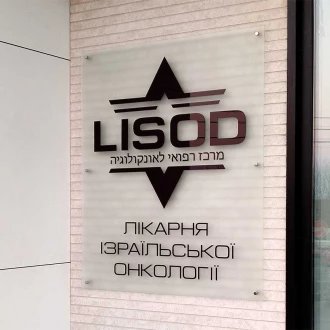 LISOD
מרכז רפואי לאונקולוגיה
ЛІКАРНЯ
ІЗРАЇЛЬСЬКОЇ
ОНКОЛОГІЇ